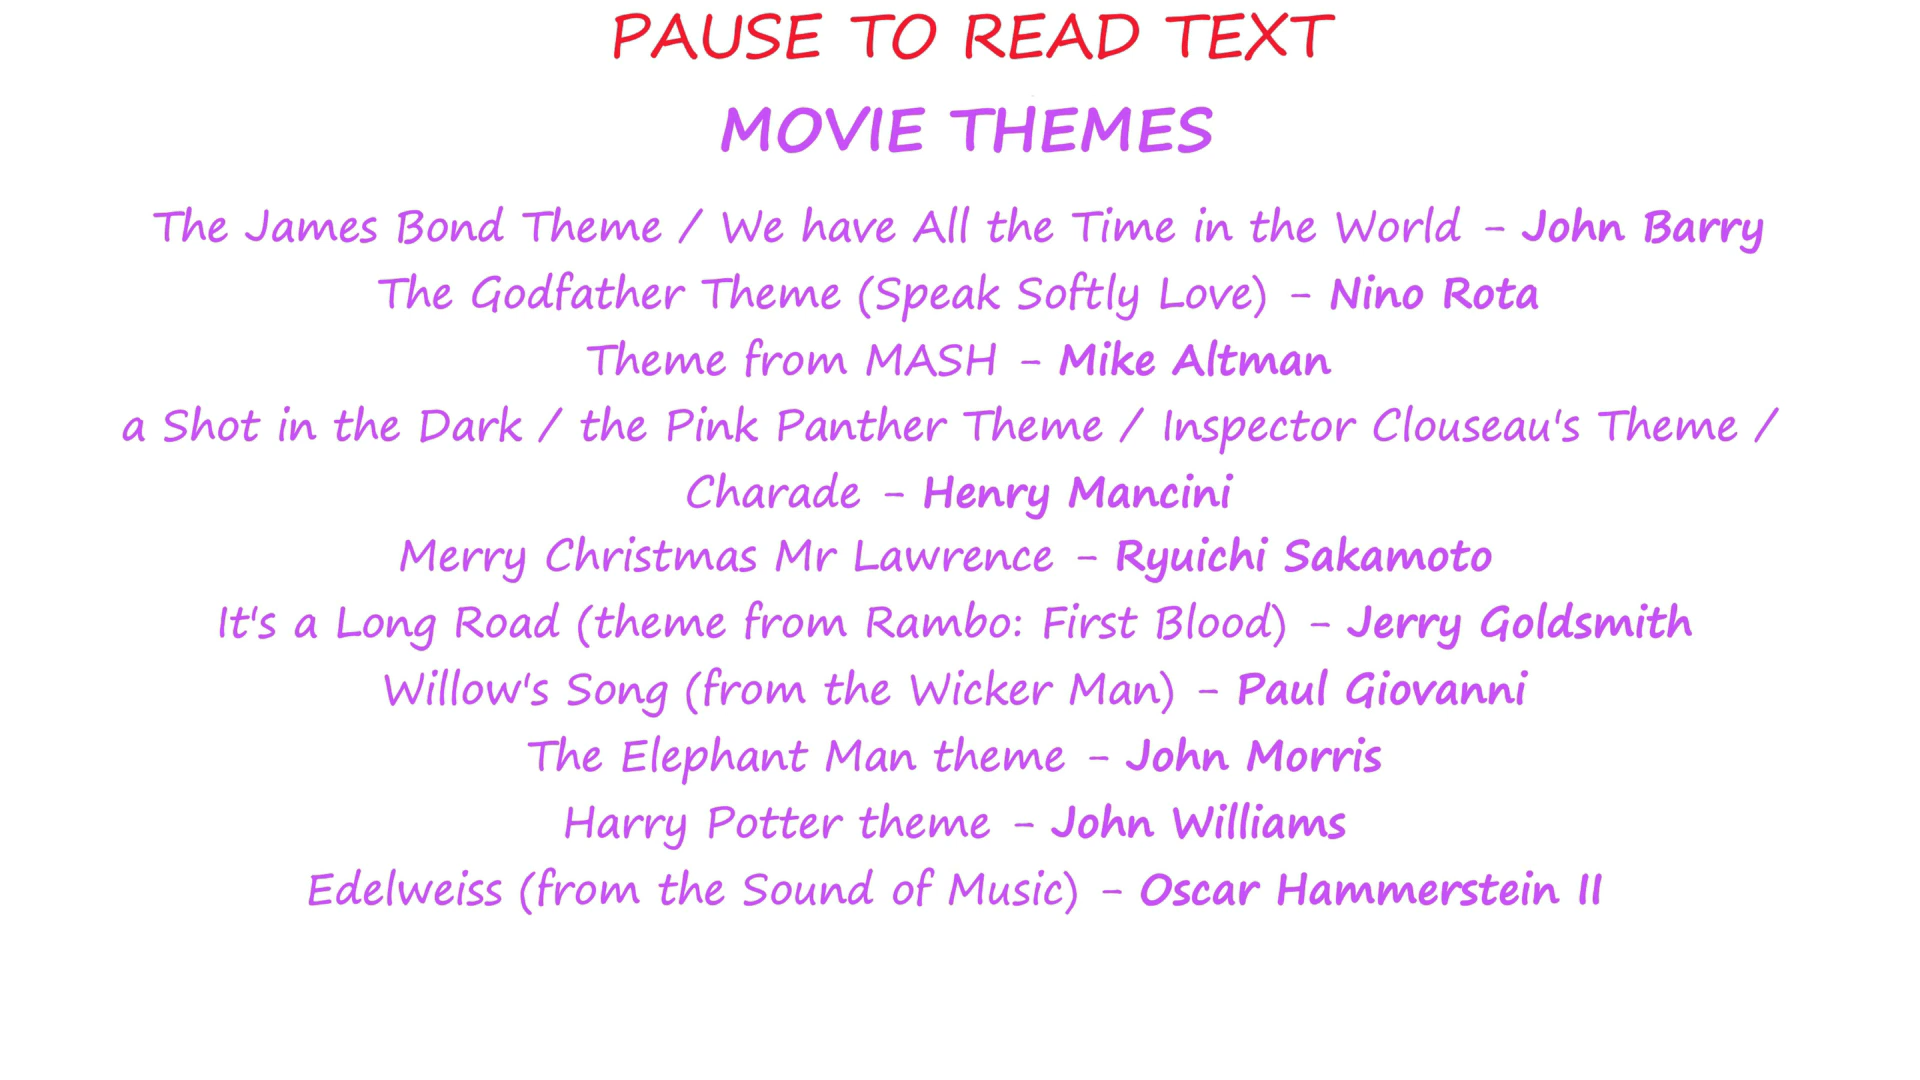 PAUSE TO READ TEXT
MOVIE THEMES
The James Bond Theme / We have All the Time in the World - John Barry
The Godfather Theme (Speak Softly Love) - Nino Rota
Theme from MASH - Mike Altman
a Shot in the Dark / the Pink Panther Theme / Inspector Clouseau's Theme /
Charade - Henry Mancini
Merry Christmas Mr Lawrence - Ryuichi Sakamoto
It's a Long Road (theme from Rambo: First Blood) - Jerry Goldsmith
Willow's Song (from the Wicker Man) - Paul Giovanni
The Elephant Man theme - John Morris
Harry Potter theme - John Williams
Edelweiss (from the Sound of Music) - Oscar Hammerstein II